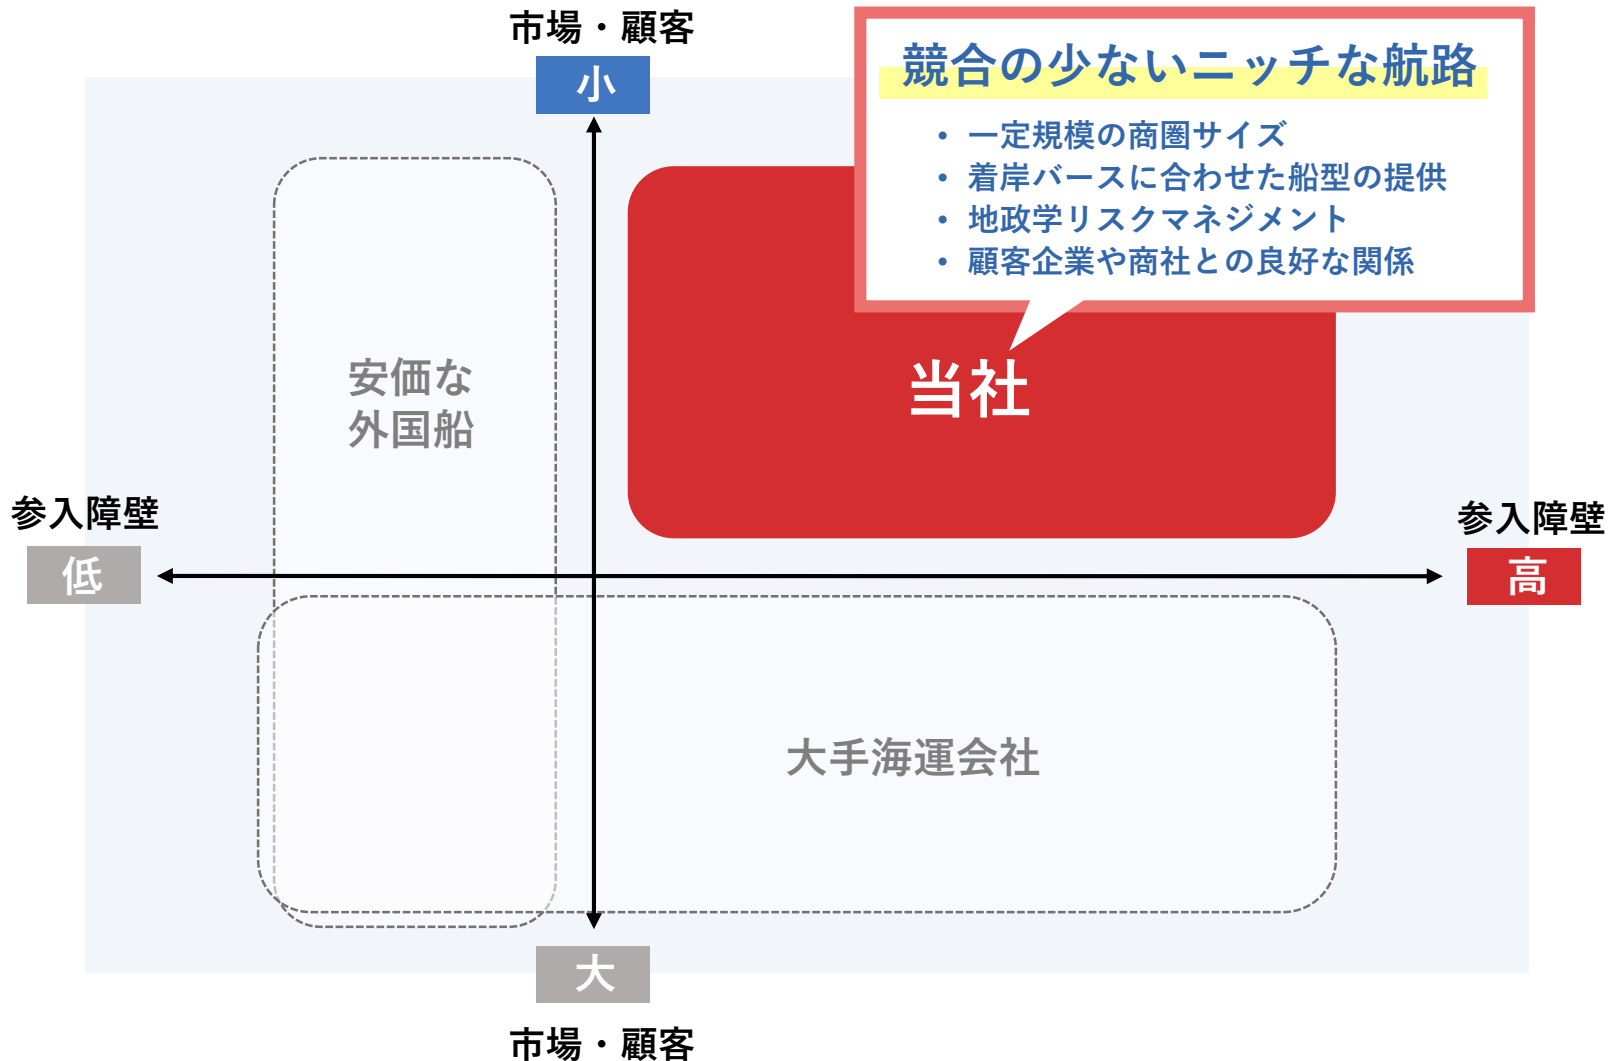 市場・顧客
小
競合の少ないニッチな航路
• 一定規模の商圏サイズ
• 着岸バースに合わせた船型の提供
• 地政学リスクマネジメント
• 顧客企業や商社との良好な関係
安価な
外国船
当社
参入障壁
低
参入障壁
高
大手海運会社
大
市場・顧客